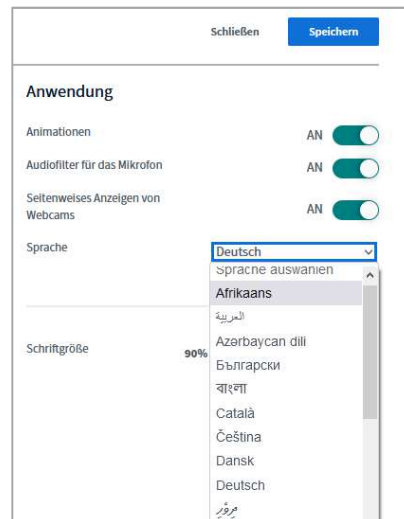 Schließen Speichern
Anwendung
Animationen AN
Audiofilter für das Mikrofon AN
Seitenweises Anzeigen von
Webcams AN
Sprache Deutsch
Sprache auswählen
Afrikaans
العربية
Azərbaycan dili
Schriftgröße 90%
Български
বাংলা
Català
Čeština
Dansk
Deutsch